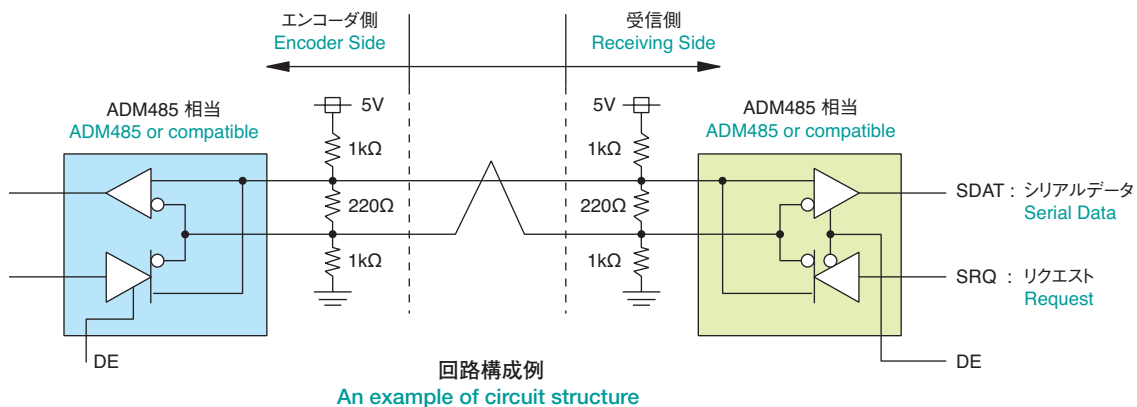 エンコーダ側
Encoder Side
受信側
Receiving Side
ADM485 相当
ADM485 or compatible
5V
1kΩ
220Ω
1kΩ
DE
5V
1kΩ
220Ω
1kΩ
ADM485 相当
ADM485 or compatible
SDAT : シリアルデータ
Serial Data
SRQ : リクエスト
Request
DE
回路構成例
An example of circuit structure